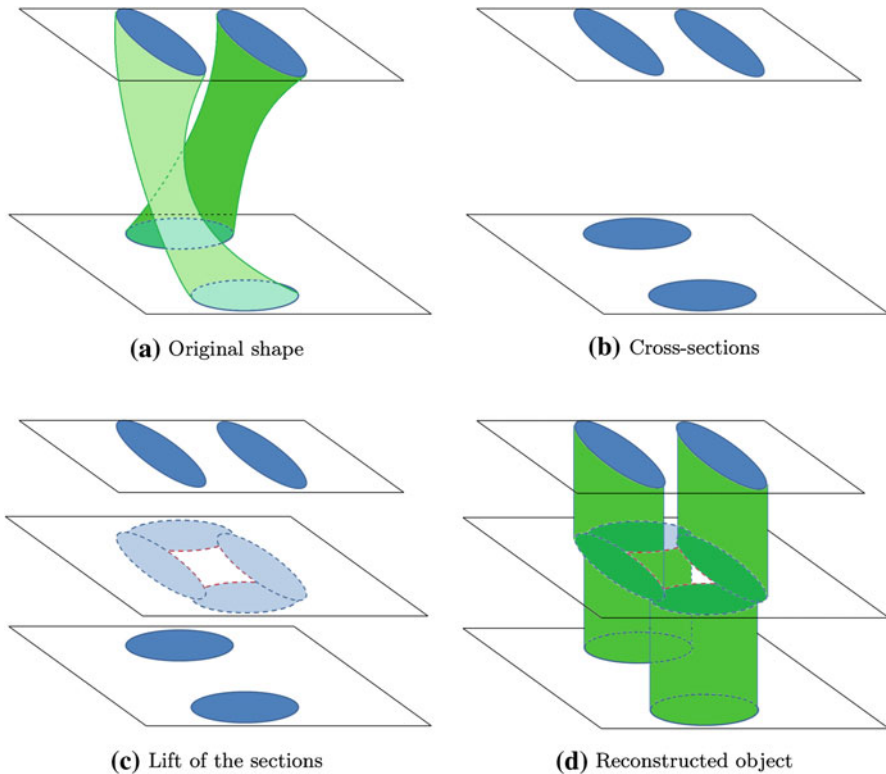 (a) Original shape
(b) Cross-sections
(c) Lift of the sections
(d) Reconstructed object